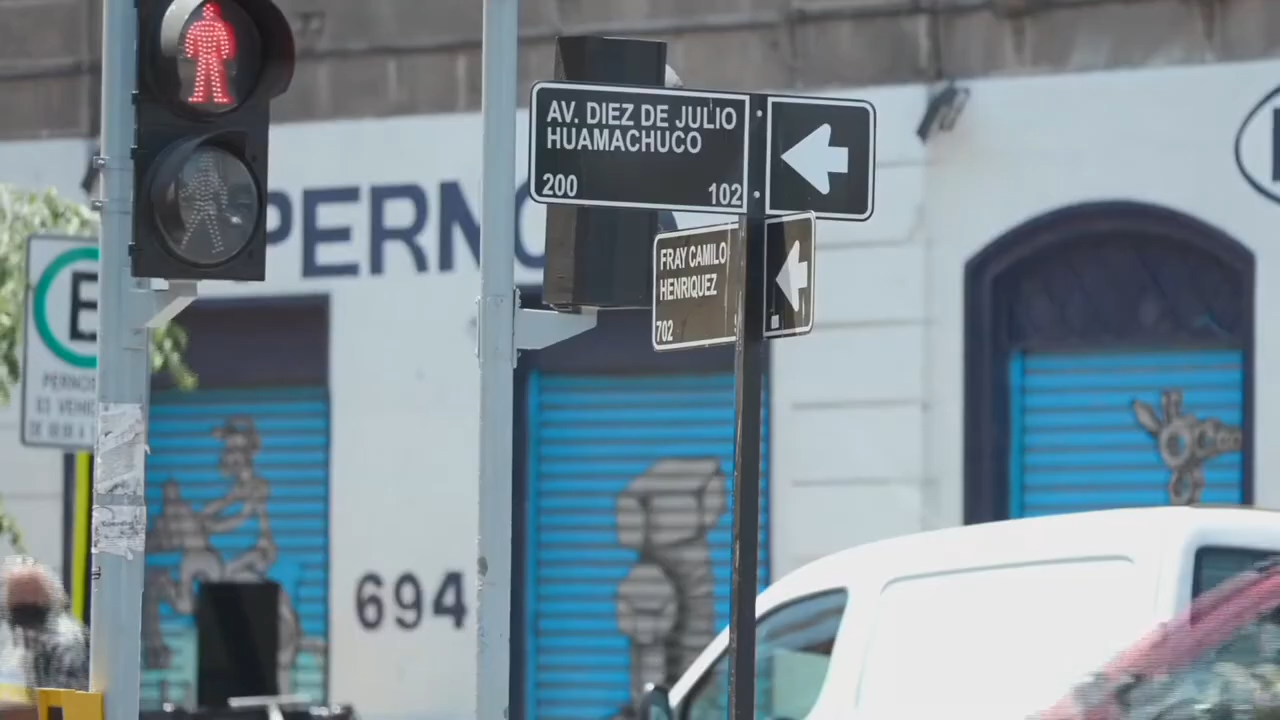 AV. DIEZ DE JULIO
HUAMACHUCO
200 102
FRAY CAMILO
HENRIQUEZ
702
PERNO
E
694